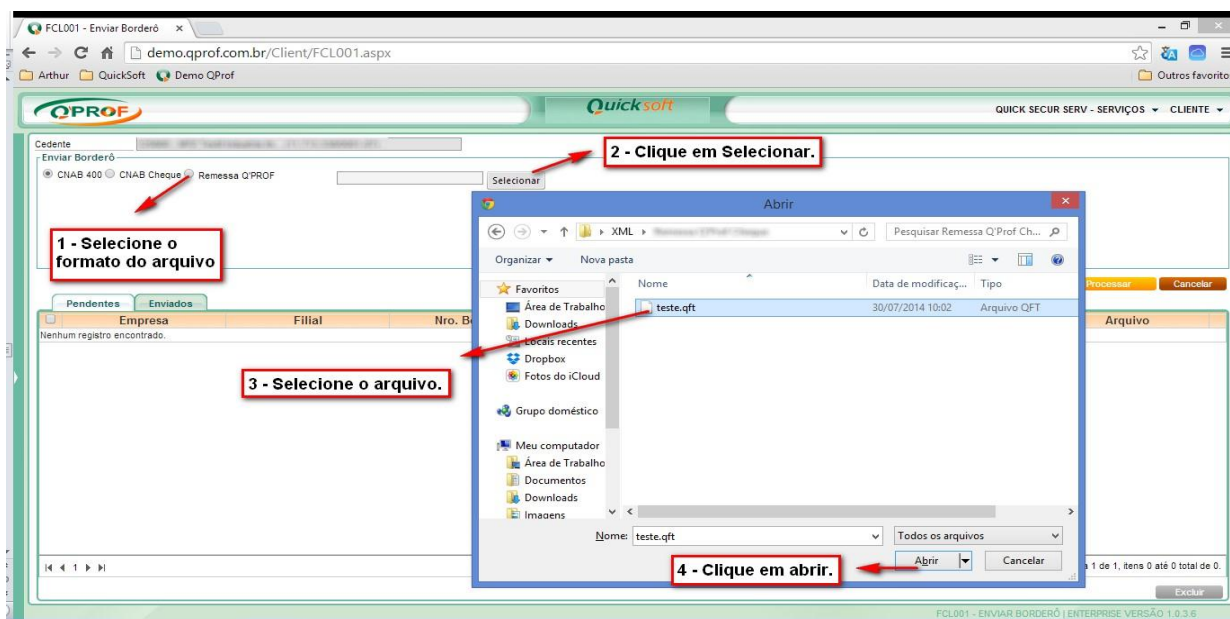 FCL001 - Enviar Borderô
demo.qprof.com.br/Client/FCL001.aspx
Arthur QuickSoft Demo QProf Outros favorito
QPROF Quicksoft QUICK SECUR SERV - SERVIÇOS CLIENTE
Cedente
Enviar Borderô
CNAB 400 CNAB Cheque Remessa Q'PROF Selecionar
2 - Clique em Selecionar.
1 - Selecione o
formato do arquivo
Abrir
XML Pesquisar Remessa Q'Prof Ch...
Organizar Nova pasta
Favoritos
Área de Trabalho
Downloads
Locais recentes
Dropbox
Fotos do iCloud
Grupo doméstico
Meu computador
Área de Trabalho
Documentos
Downloads
Imagens
Nome Data de modificaç... Tipo
teste.qft 30/07/2014 10:02 Arquivo QFT
Nome: teste.qft Todos os arquivos
Abrir Cancelar
Processar Cancelar
Pendentes Enviados
Empresa Filial Nro. B Arquivo
Nenhum registro encontrado.
3 - Selecione o arquivo.
4 - Clique em abrir.
1 1 de 1, itens 0 até 0 total de 0.
Excluir
FCL001 - ENVIAR BORDERÔ | ENTERPRISE VERSÃO 1.0.3.6